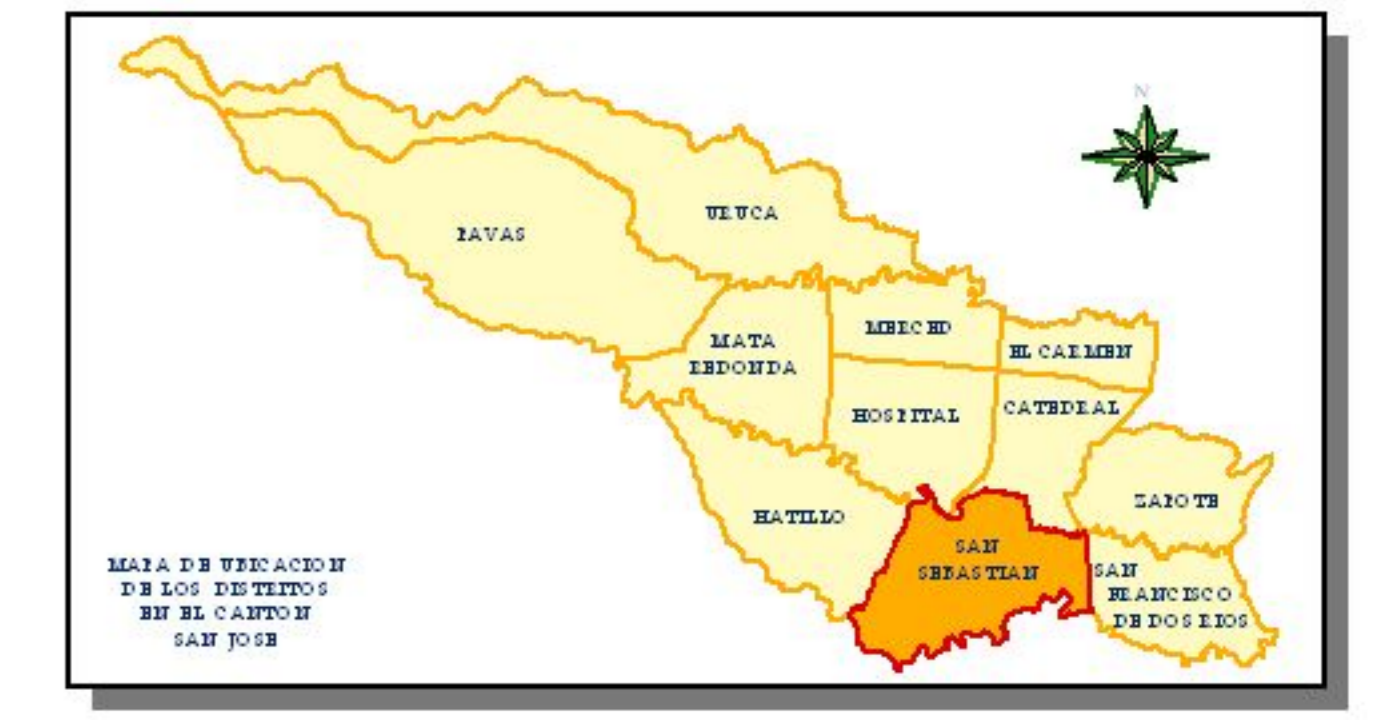 N
URUCA
PAVAS
MERCED
MATA
REDONDA
EL CARMEN
HOSPITAL
CATEDRAL
ZAPOTE
HATILLO
SAN
SEBASTIAN
SAN
FRANCISCO
DE DOS RIOS
MAPA DE UBICACION
DE LOS DISTRITOS
EN EL CANTON
SAN JOSE